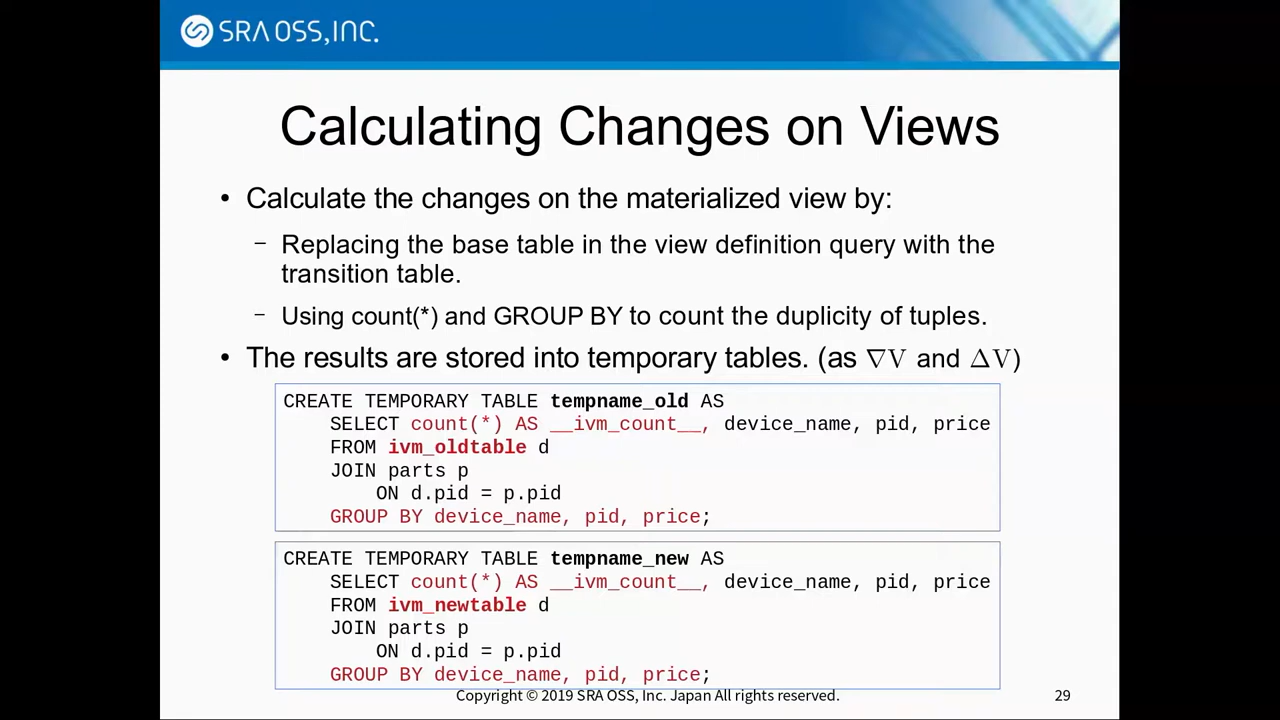 SRA OSS, INC.
Calculating Changes on Views
• Calculate the changes on the materialized view by:
– Replacing the base table in the view definition query with the
transition table.
– Using count(*) and GROUP BY to count the duplicity of tuples.
• The results are stored into temporary tables. (as ∇V and ΔV)
CREATE TEMPORARY TABLE tempname_old AS
SELECT count(*) AS __ivm_count__, device_name, pid, price
FROM ivm_oldtable d
JOIN parts p
ON d.pid = p.pid
GROUP BY device_name, pid, price;
CREATE TEMPORARY TABLE tempname_new AS
SELECT count(*) AS __ivm_count__, device_name, pid, price
FROM ivm_newtable d
JOIN parts p
ON d.pid = p.pid
GROUP BY device_name, pid, price;
Copyright © 2019 SRA OSS, Inc. Japan All rights reserved.
29